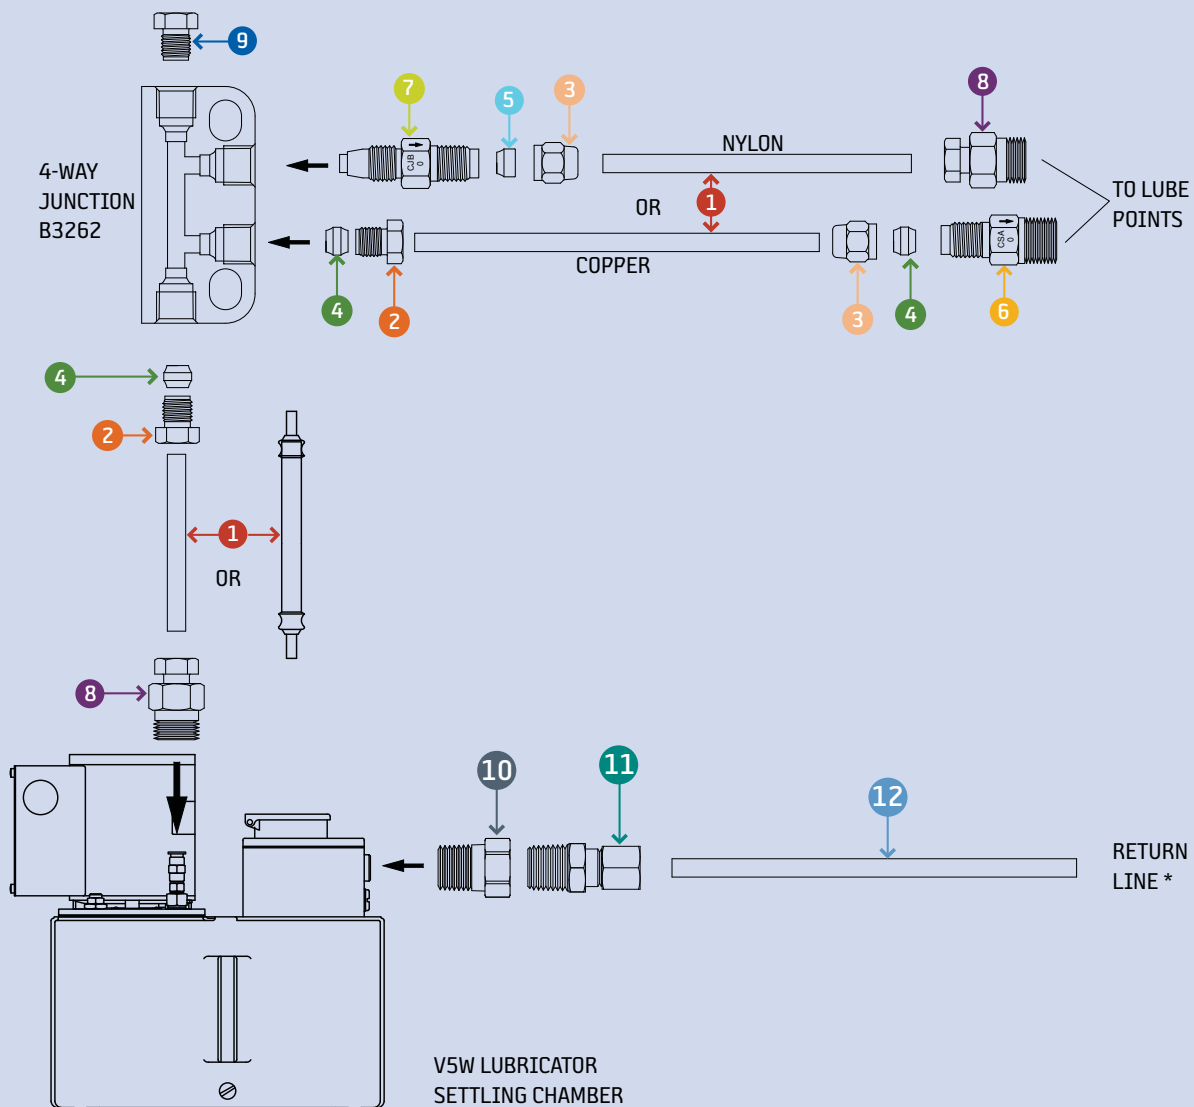 9
7
5
3
8
4-WAY
JUNCTION
B3262
CJB
0
NYLON
OR
1
TO LUBE
POINTS
CSA
0
COPPER
4
2
3
4
6
4
2
1
OR
8
10
11
12
RETURN
LINE *
V5W LUBRICATOR
SETTLING CHAMBER